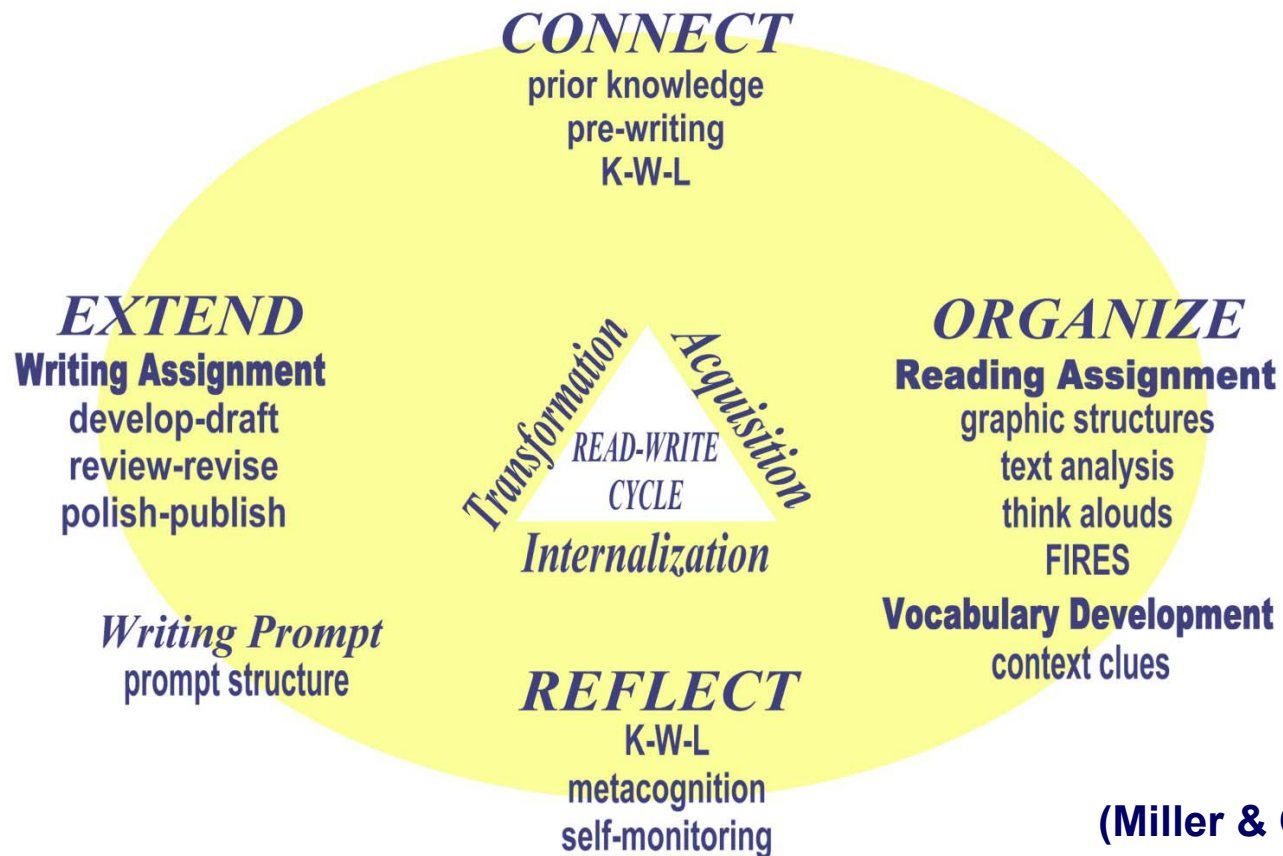 CONNECT
prior knowledge
pre-writing
K-W-L
EXTEND
Writing Assignment
develop-draft
review-revise
polish-publish
Transformation
Acquisition
READ-WRITE
CYCLE
Internalization
ORGANIZE
Reading Assignment
graphic structures
text analysis
think alouds
FIRES
Vocabulary Development
context clues
Writing Prompt
prompt structure
REFLECT
K-W-L
metacognition
self-monitoring
(Miller &